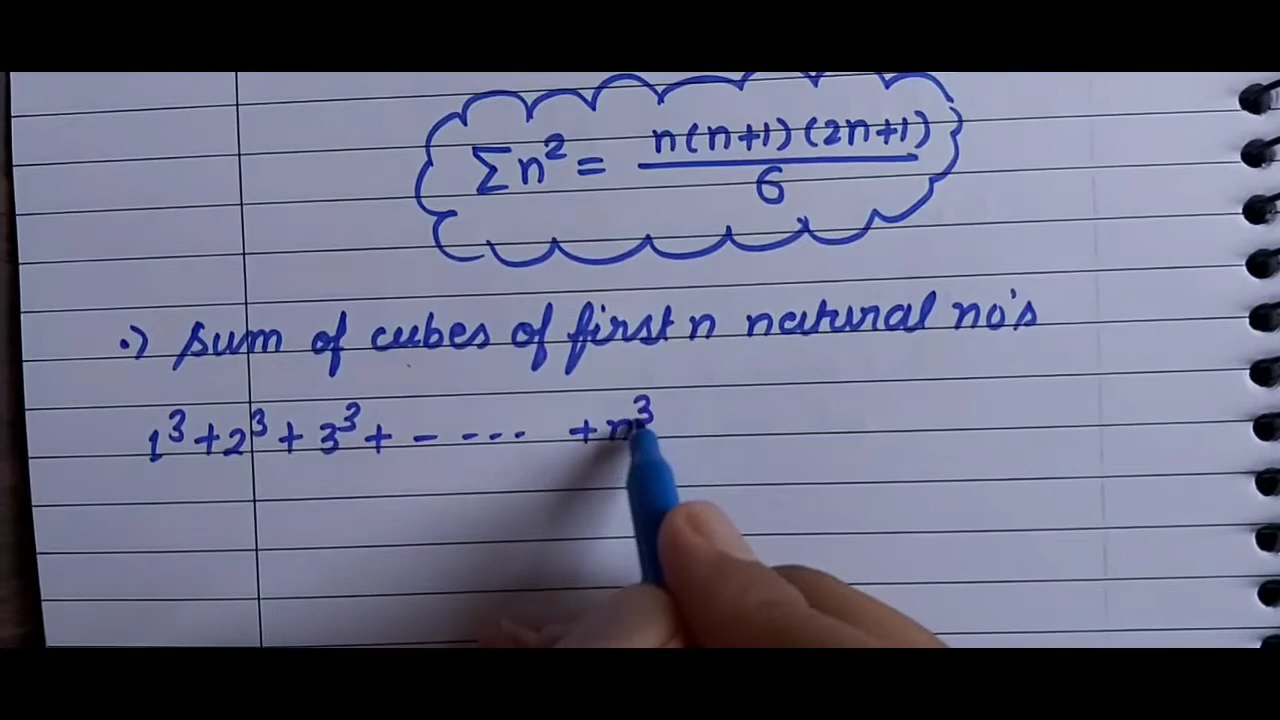 Σn² = n(n+1)(2n+1)/6
•) sum of cubes of first n natural no's
1³+2³+3³+ - --- +n³